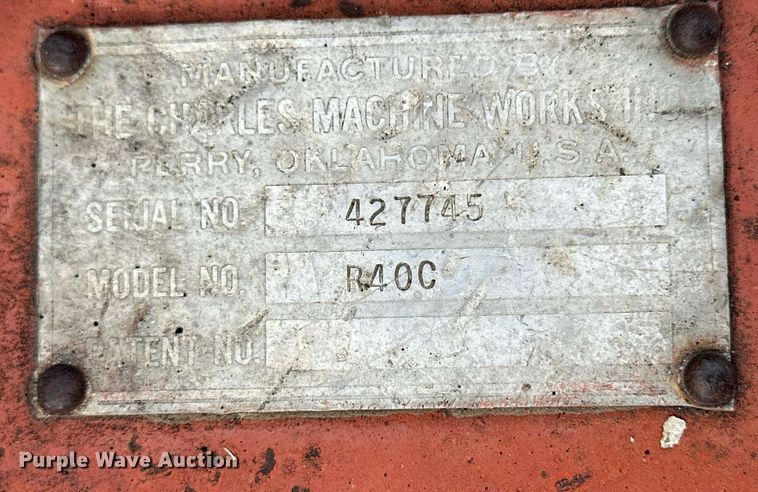 MANUFACTURED BY
THE CHARLES MACHINE WORKS
PERRY, OKLAHOMA, U.S.A.
SERIAL NO. 427745
MODEL NO. R40C
PATENT NO.
Purple Wave Auction